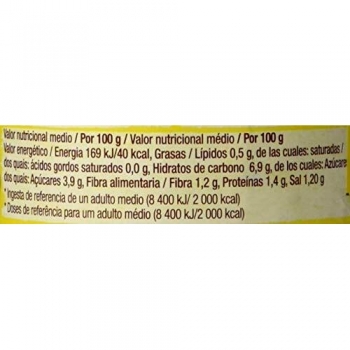 Valor nutricional medio / Por 100 g / Valor nutricional médio / Por 100 g
Valor energético / Energia 169 kJ/40 kcal, Grasas / Lípidos 0,5 g, de las cuales: saturadas /
dos quais: ácidos gordos saturados 0,0 g, Hidratos de carbono 6,9 g, de los cuales: Azúcares
dos quais: Açúcares 3,9 g, Fibra alimentaria / Fibra 1,2 g, Proteínas 1,4 g, Sal 1,20 g
* Ingesta de referencia de un adulto medio (8 400 kJ/ 2 000 kcal)
* Doses de referência para um adulto médio (8 400 kJ/2 000 kcal)